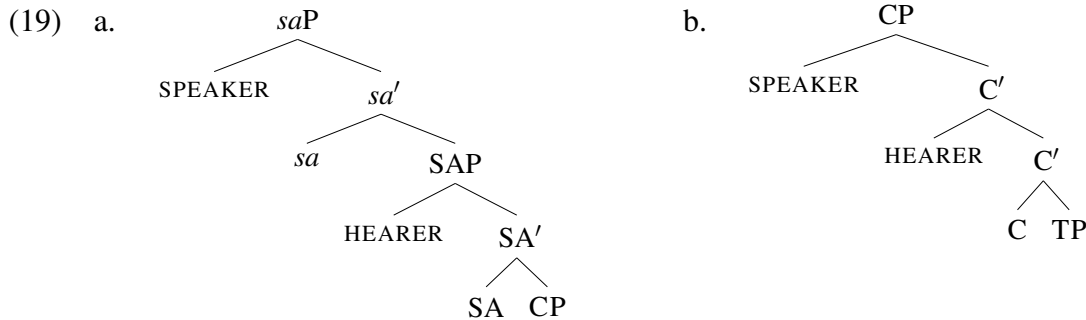 (19) a. saP b. CP
SPEAKER sa′ SPEAKER C′
sa SAP HEARER C′
HEARER SA′ C TP
SA CP